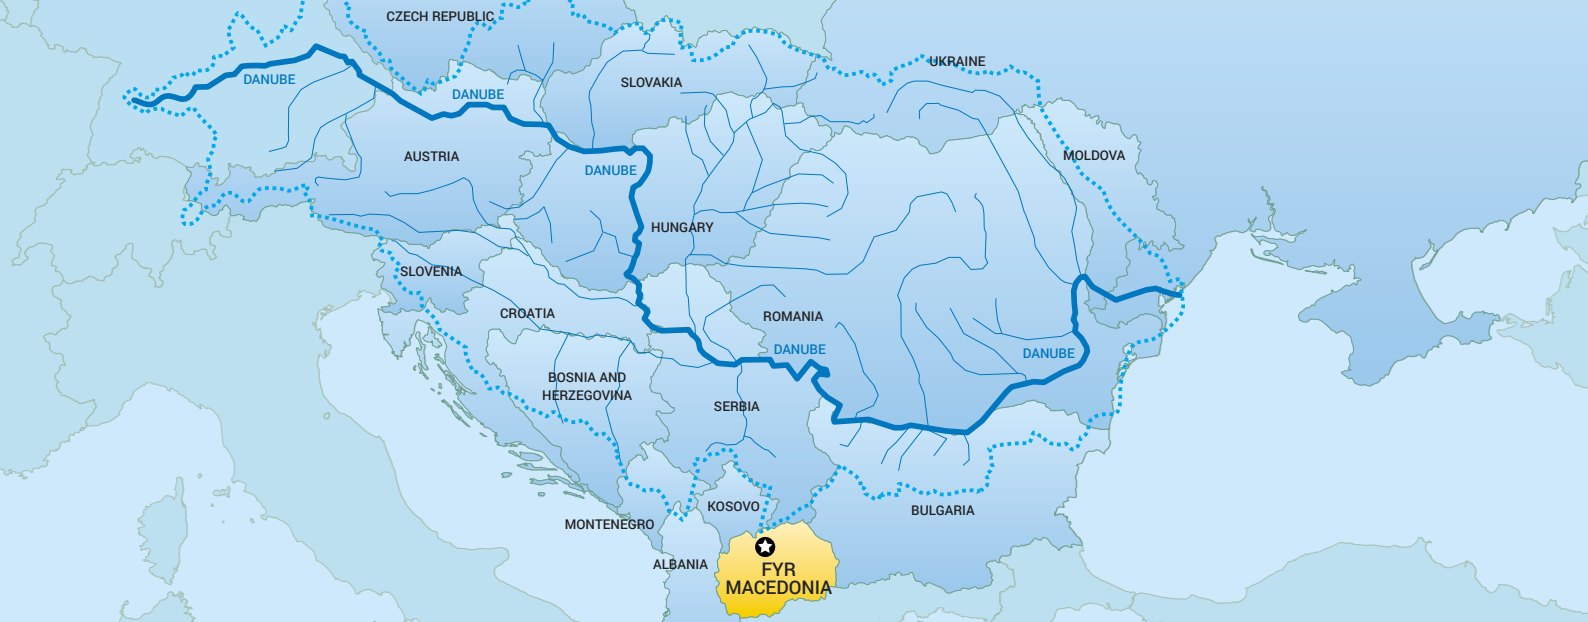 CZECH REPUBLIC
UKRAINE
DANUBE
SLOVAKIA
DANUBE
AUSTRIA
MOLDOVA
DANUBE
HUNGARY
SLOVENIA
CROATIA
ROMANIA
DANUBE
DANUBE
BOSNIA AND
HERZEGOVINA
SERBIA
KOSOVO
BULGARIA
MONTENEGRO
ALBANIA
FYR
MACEDONIA